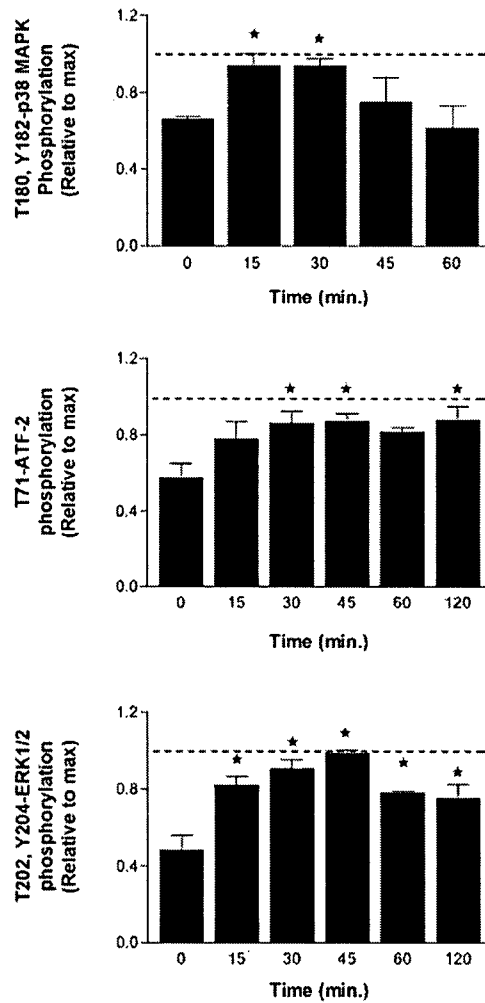 T180, Y182-p38 MAPK
Phosphorylation
(Relative to max)
1.2
0.8
0.4
0.0
★ ★
0 15 30 45 60
Time (min.)
T71-ATF-2
phosphorylation
(Relative to max)
1.2
0.8
0.4
0.0
★ ★ ★
0 15 30 45 60 120
Time (min.)
T202, Y204-ERK1/2
phosphorylation
(Relative to max)
1.2
0.8
0.4
0.0
★ ★ ★ ★ ★
0 15 30 45 60 120
Time (min.)